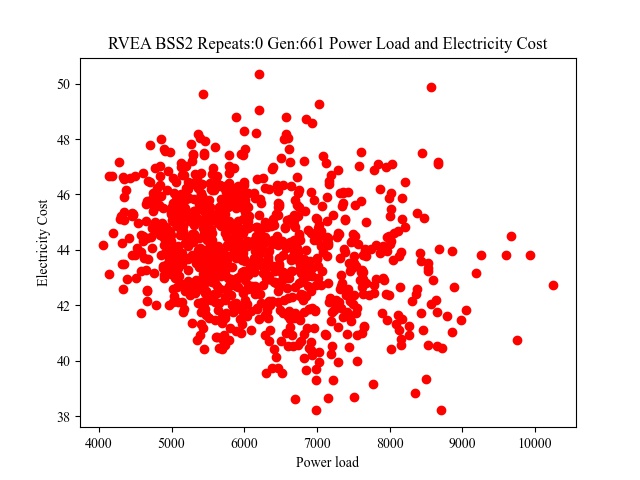 RVEA BSS2 Repeats:0 Gen:661 Power Load and Electricity Cost
50
48
46
44
42
40
38
Electricity Cost
4000 5000 6000 7000 8000 9000 10000
Power load